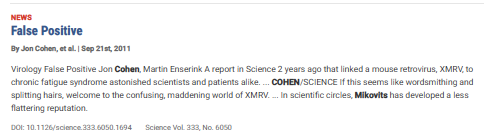 NEWS
False Positive
By Jon Cohen, et al. | Sep 21st, 2011
Virology False Positive Jon Cohen, Martin Enserink A report in Science 2 years ago that linked a mouse retrovirus, XMRV, to
chronic fatigue syndrome astonished scientists and patients alike. ... COHEN/SCIENCE If this seems like wordsmithing and
splitting hairs, welcome to the confusing, maddening world of XMRV. ... In scientific circles, Mikovits has developed a less
flattering reputation.
DOI: 10.1126/science.333.6050.1694 Science Vol. 333, No. 6050